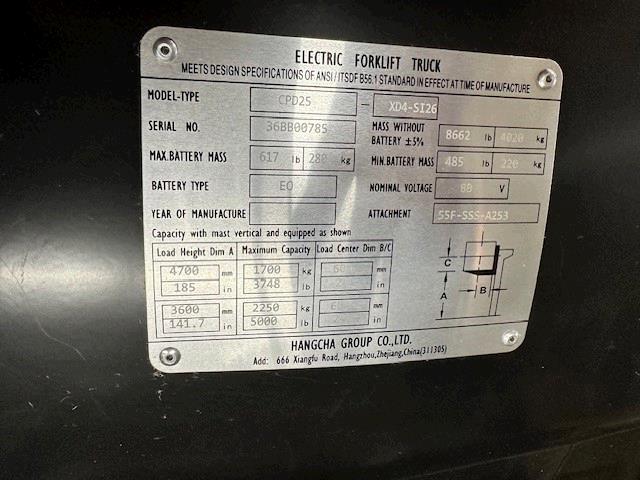 ELECTRIC FORKLIFT TRUCK
MEETS DESIGN SPECIFICATIONS OF ANSI/ITSDF B56.1 STANDARD IN EFFECT AT TIME OF MANUFACTURE
MODEL-TYPE CPD25 - XD4-SI26
SERIAL NO. 36BB00785 MASS WITHOUT BATTERY ±5% 8662 lb 4020 kg
MAX.BATTERY MASS 617 lb 280 kg MIN.BATTERY MASS 485 lb 220 kg
BATTERY TYPE EO NOMINAL VOLTAGE 80 V
YEAR OF MANUFACTURE ATTACHMENT 55F-SSS-A253
Capacity with mast vertical and equipped as shown
Load Height Dim A Maximum Capacity Load Center Dim B/C
4700 mm 1700 kg mm
185 in 3748 lb in
3600 mm 2250 kg mm
141.7 in 5000 lb in
C
B
A
HANGCHA GROUP CO.,LTD.
Add: 666 Xiangfu Road, Hangzhou,Zhejiang,China(311305)